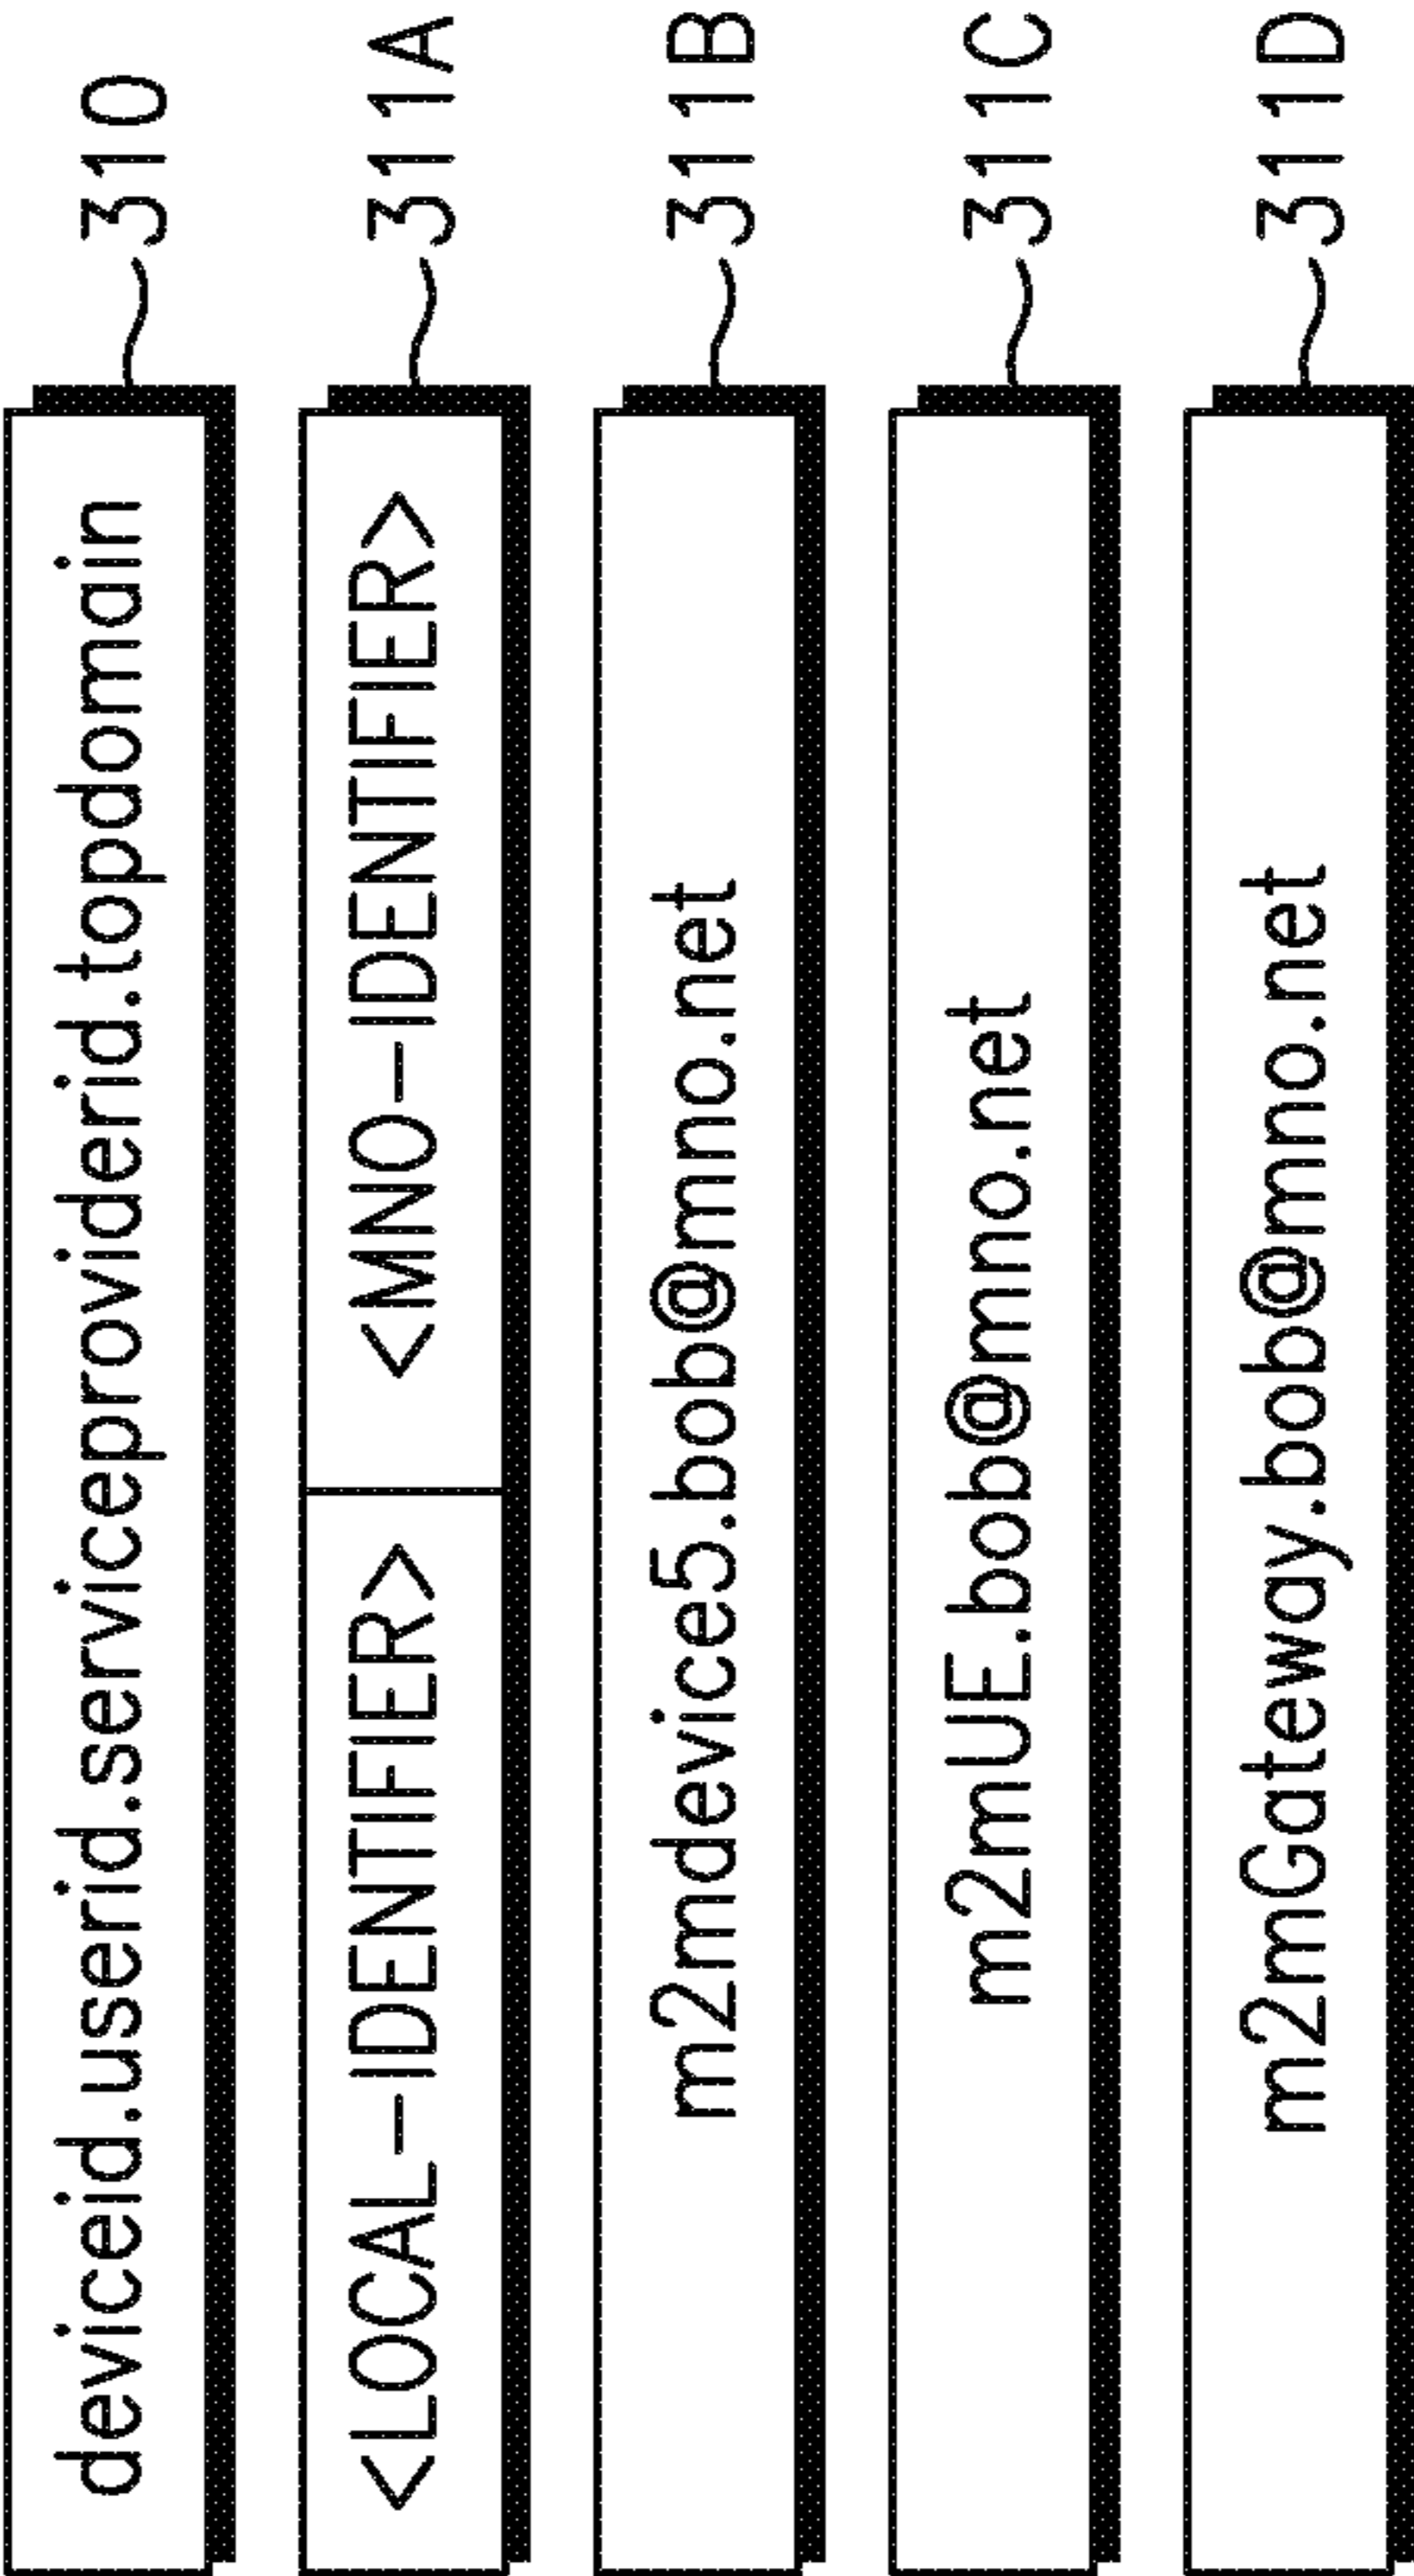 deviceid.userid.serviceproviderid.topdomain 310
<LOCAL-IDENTIFIER> <MNO-IDENTIFIER> 311A
m2mdevice5.bob@mno.net 311B
m2mUE.bob@mno.net 311C
m2mGateway.bob@mno.net 311D